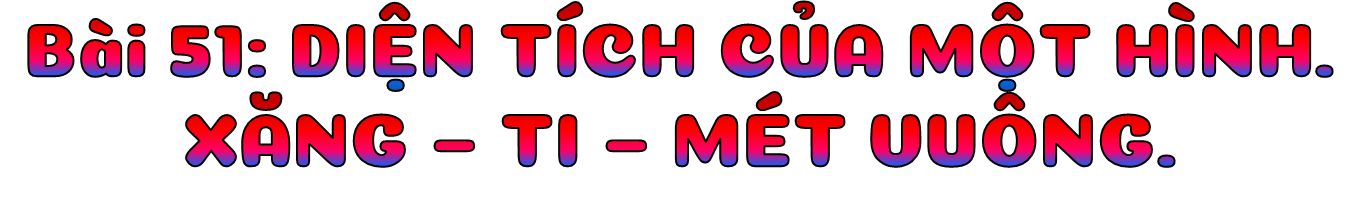 Bài 51: DIỆN TÍCH CỦA MỘT HÌNH.
XĂNG – TI – MÉT VUÔNG.